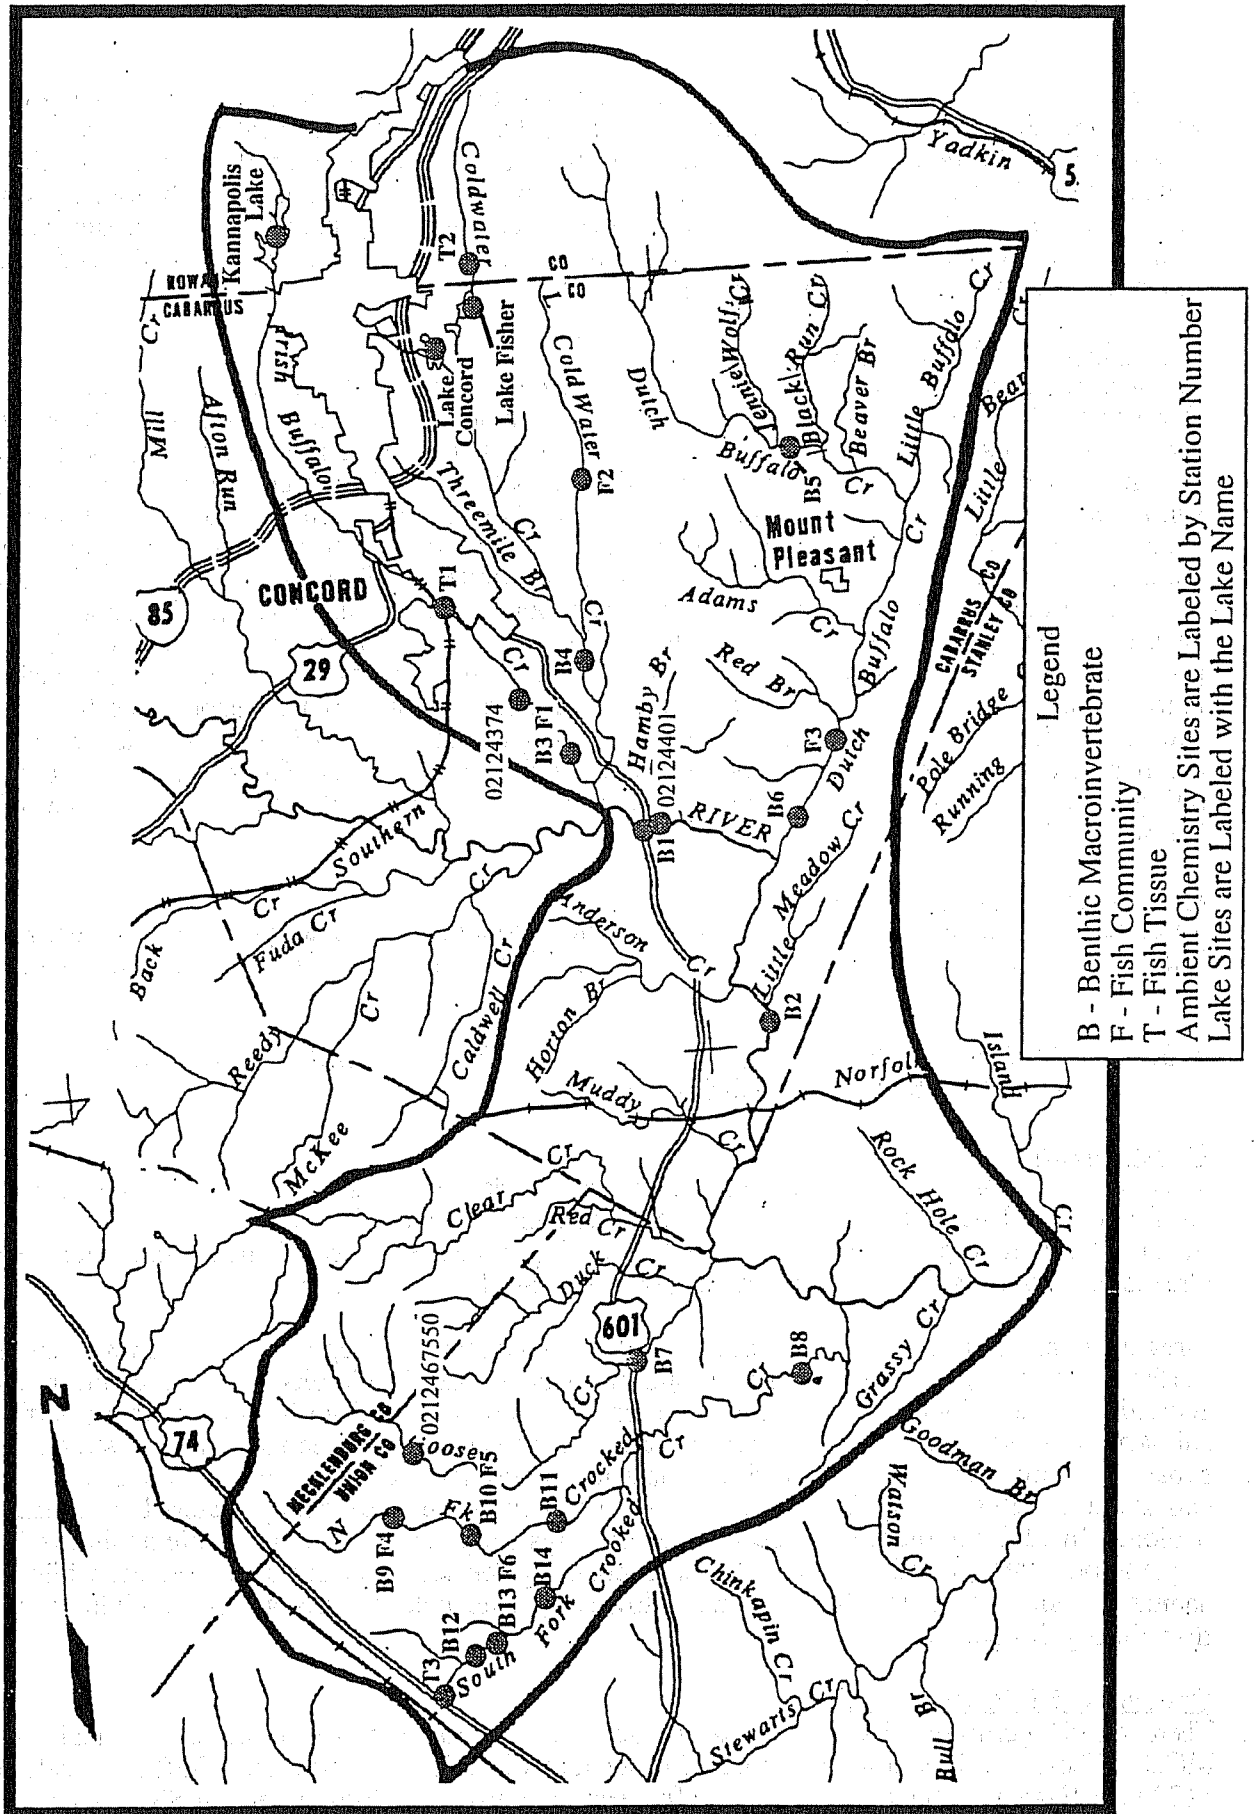 N
Yadkin
5
Kannapolis
Lake
ROWAN
CABARRUS
CO
CO
T2
Coldwater
Lake Fisher
Lake
Concord
Mill
Cr
Afton Run
Irish
Buffalo
85
CONCORD
29
T1
Threemile Br
Cr
L Cold Water
Cr
F2
B4
Cr
B3 F1
02124374
Dutch
Buffalo
Cr
Jennie Wolf Cr
Black Run Cr
Beaver Br
Little Buffalo Cr
Cr
B5
Mount
Pleasant
Adams
Cr
Red Br
Buffalo
Dutch
F3
B6
Hamby Br
02124401
B1
RIVER
Little Meadow Cr
B2
Little
Bear
Cr
CABARRUS CO
STANLEY CO
Pole Bridge
Running
Southern
Back
Cr
Fuda Cr
Reedy
Cr
Caldwell Cr
Cr
McKee
Anderson
Cr
Horton Br
Muddy
Cr
Norfolk
Island
Cr
Rock Hole Cr
Clear
Cr
Red
Cr
Duck
Cr
601
B7
B8
Cr
Grassy Cr
Goodman Br
Watson
Cr
Chinkapin Cr
Stewarts Cr
Bull Br
74
MECKLENBURG CO
UNION CO
0212467550
Goose
Cr
N
Fk
Crooked
Cr
B9 F4
B10 F5
B11
B14
B13 F6
B12
T3
South
Fork
Crooked
Legend
B - Benthic Macroinvertebrate
F - Fish Community
T - Fish Tissue
Ambient Chemistry Sites are Labeled by Station Number
Lake Sites are Labeled with the Lake Name